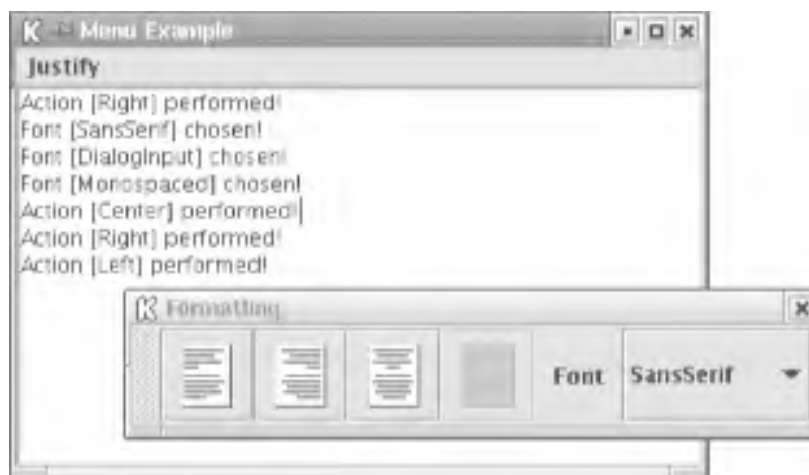 Menu Example
Justify
Action [Right] performed!
Font [SansSerif] chosen!
Font [DialogInput] chosen!
Font [Monospaced] chosen!
Action [Center] performed!
Action [Right] performed!
Action [Left] performed!
Formatting
Font SansSerif